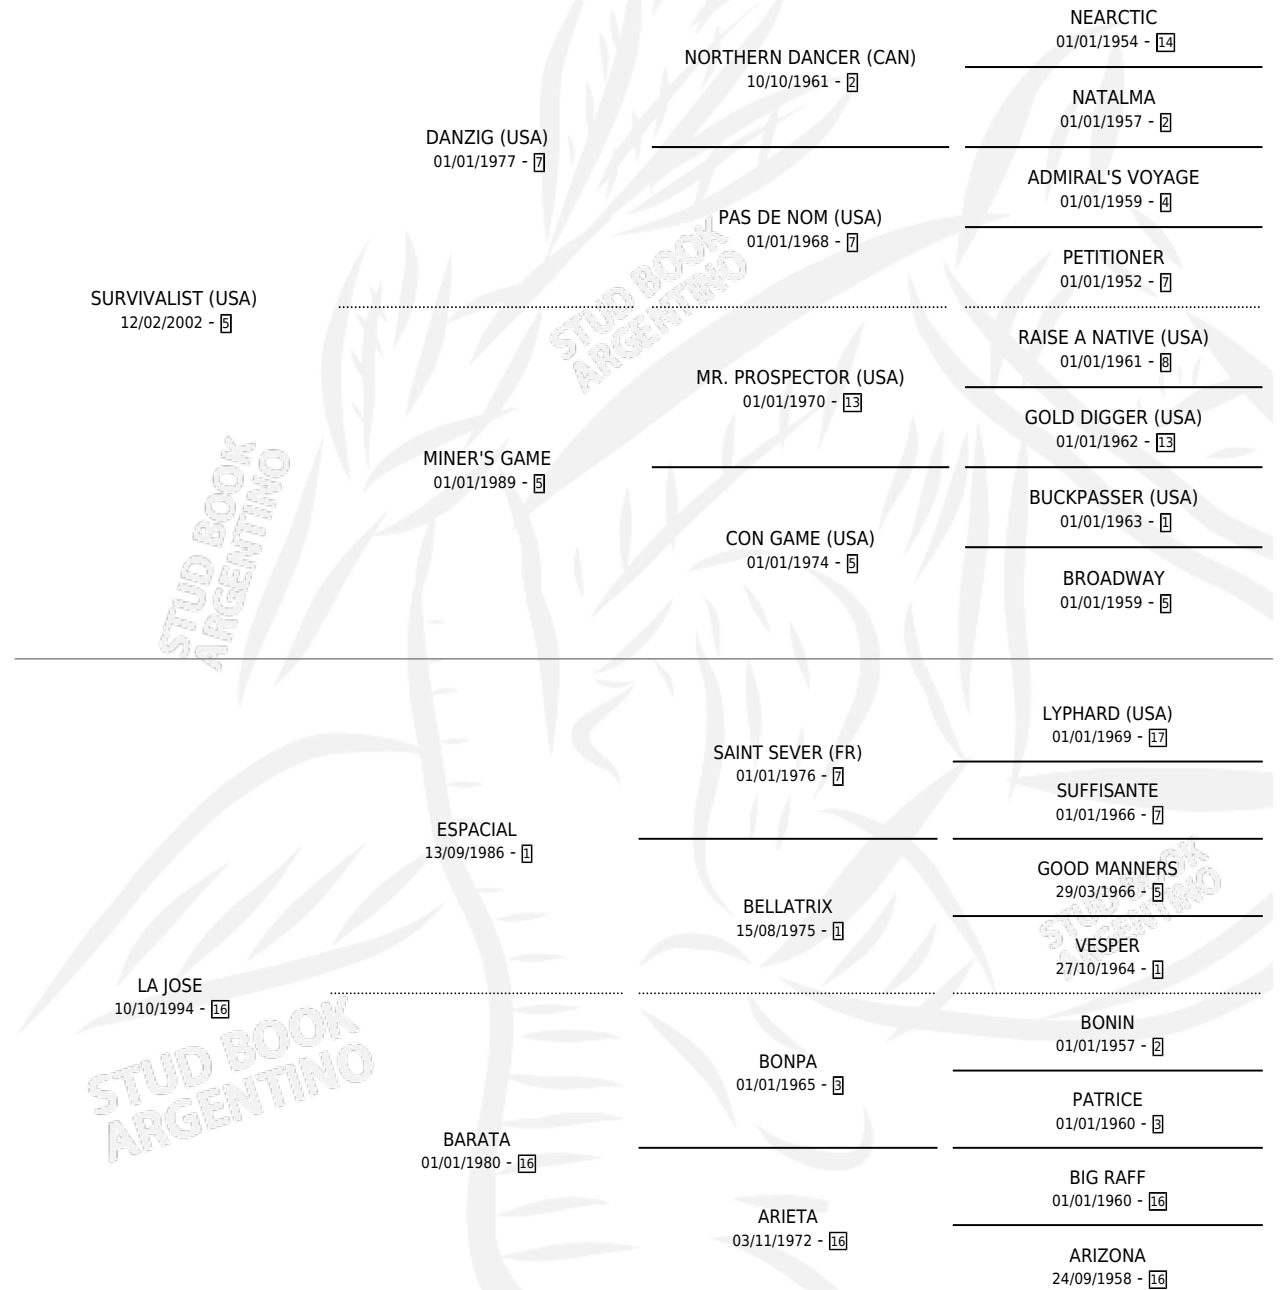 NEARCTIC
01/01/1954 - 14
NORTHERN DANCER (CAN)
10/10/1961 - 2
NATALMA
01/01/1957 - 2
DANZIG (USA)
01/01/1977 - 7
ADMIRAL'S VOYAGE
01/01/1959 - 4
PAS DE NOM (USA)
01/01/1968 - 7
PETITIONER
01/01/1952 - 7
SURVIVALIST (USA)
12/02/2002 - 5
STUD BOOK
ARGENTINO
RAISE A NATIVE (USA)
01/01/1961 - 8
MR. PROSPECTOR (USA)
01/01/1970 - 13
GOLD DIGGER (USA)
01/01/1962 - 13
MINER'S GAME
01/01/1989 - 5
BUCKPASSER (USA)
01/01/1963 - 1
CON GAME (USA)
01/01/1974 - 5
BROADWAY
01/01/1959 - 5
STUD BOOK
ARGENTINO
LYPHARD (USA)
01/01/1969 - 17
SAINT SEVER (FR)
01/01/1976 - 7
SUFFISANTE
01/01/1966 - 7
ESPACIAL
13/09/1986 - 1
GOOD MANNERS
29/03/1966 - 5
BELLATRIX
15/08/1975 - 1
VESPER
27/10/1964 - 1
STUD BOOK
ARGENTINO
LA JOSE
10/10/1994 - 16
BONIN
01/01/1957 - 2
BONPA
01/01/1965 - 3
PATRICE
01/01/1960 - 3
STUD BOOK
ARGENTINO
BARATA
01/01/1980 - 16
BIG RAFF
01/01/1960 - 16
ARIETA
03/11/1972 - 16
ARIZONA
24/09/1958 - 16